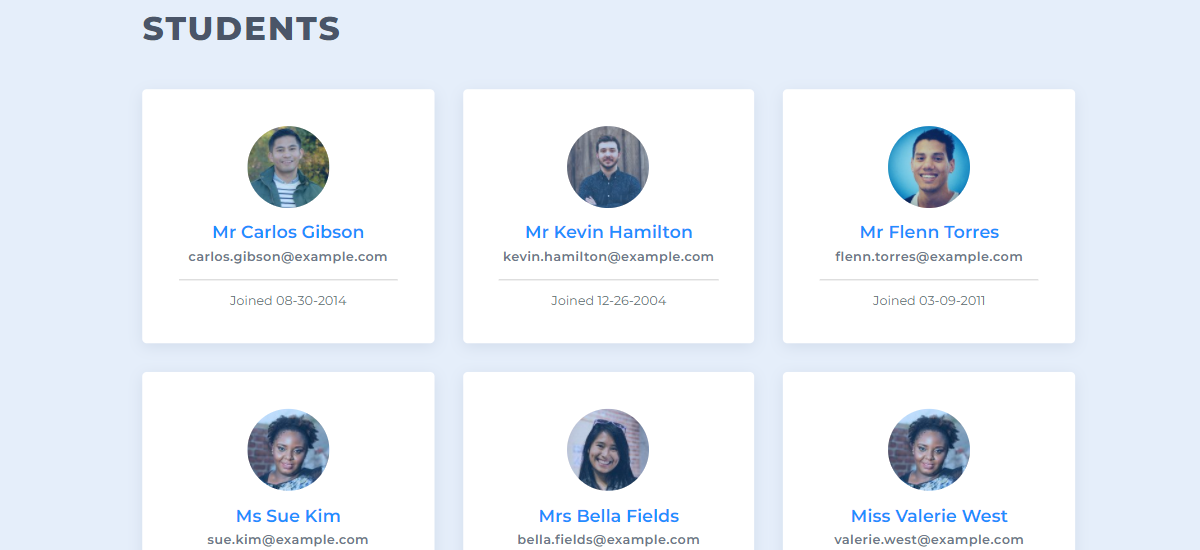 STUDENTS
Mr Carlos Gibson
carlos.gibson@example.com
Joined 08-30-2014
Mr Kevin Hamilton
kevin.hamilton@example.com
Joined 12-26-2004
Mr Flenn Torres
flenn.torres@example.com
Joined 03-09-2011
Ms Sue Kim
sue.kim@example.com
Mrs Bella Fields
bella.fields@example.com
Miss Valerie West
valerie.west@example.com